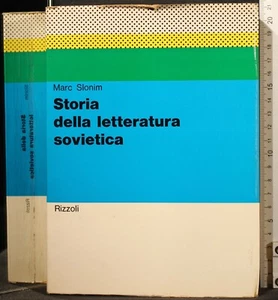 Marc Slonim
Storia
della letteratura
sovietica
Rizzoli